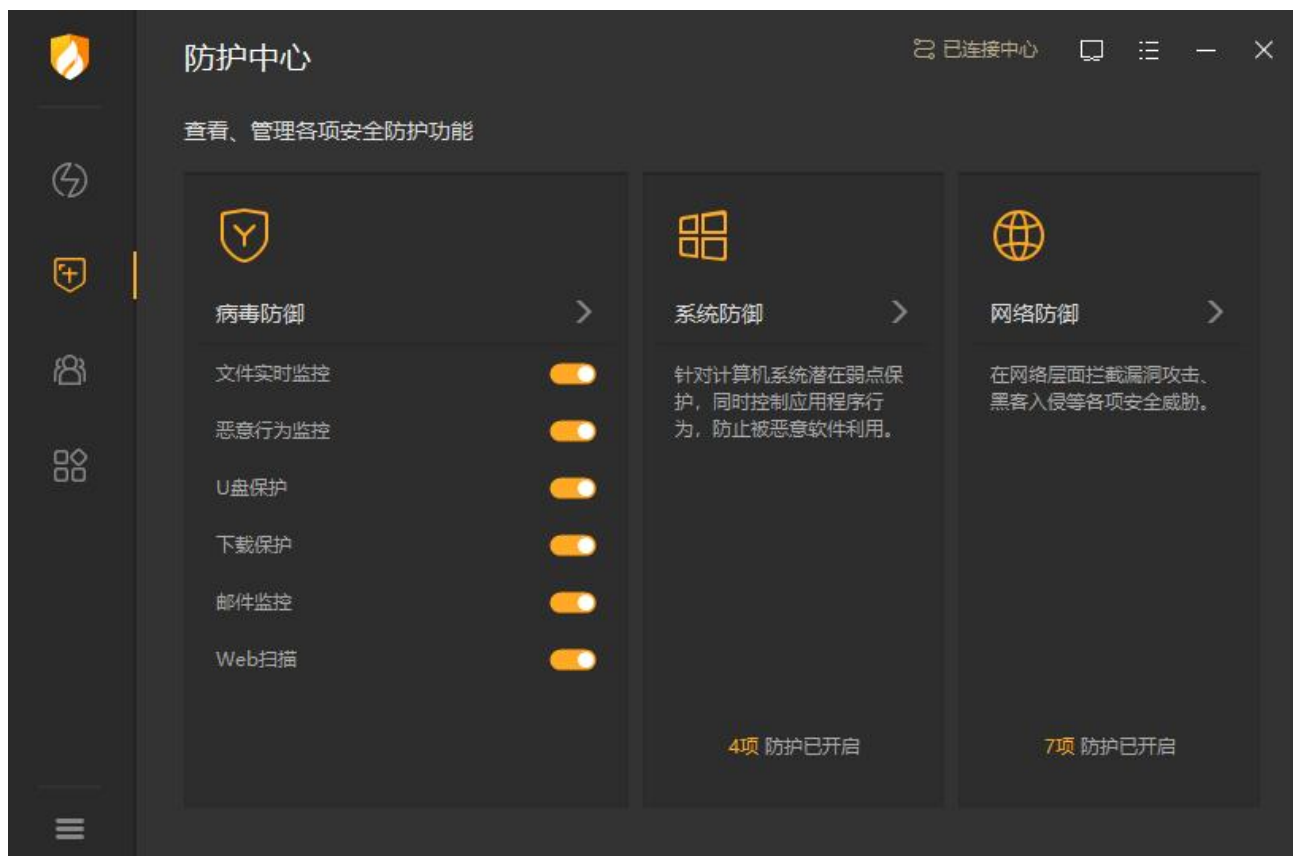 防护中心
已连接中心
查看、管理各项安全防护功能
病毒防御
文件实时监控
恶意行为监控
U盘保护
下载保护
邮件监控
Web扫描
系统防御
针对计算机系统潜在弱点保
护，同时控制应用程序行
为，防止被恶意软件利用。
4项 防护已开启
网络防御
在网络层面拦截漏洞攻击、
黑客入侵等各项安全威胁。
7项 防护已开启